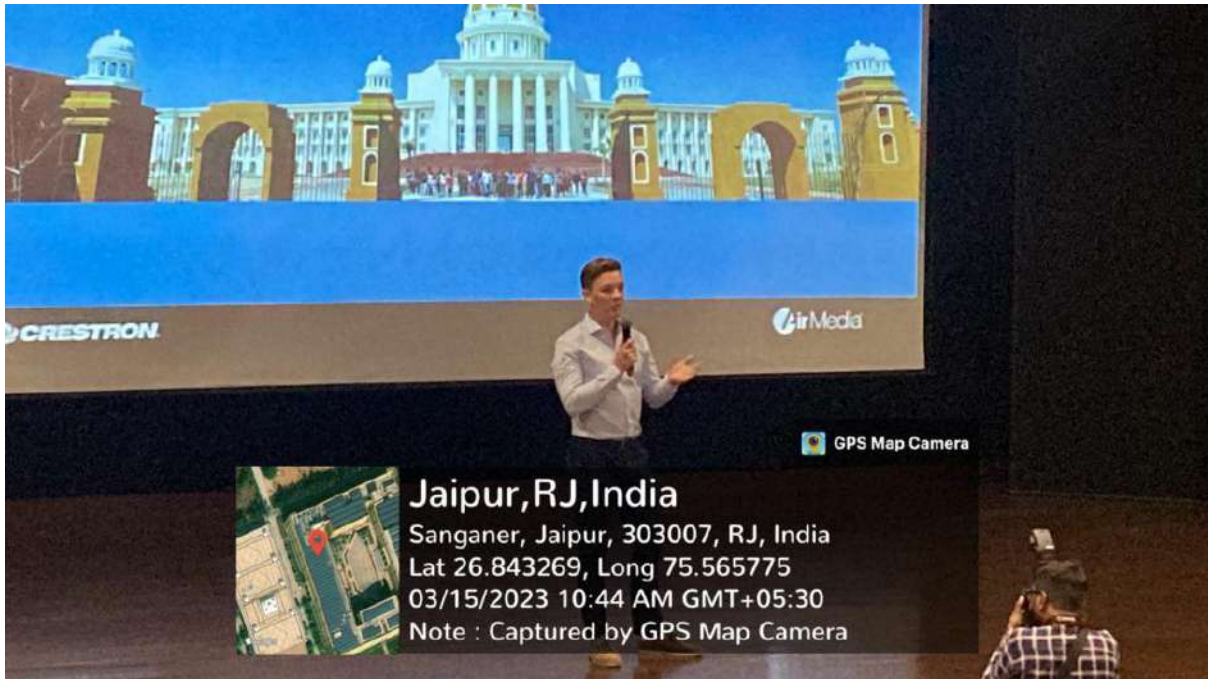 CRESTRON
AirMedia
GPS Map Camera
Jaipur,RJ,India
Sanganer, Jaipur, 303007, RJ, India
Lat 26.843269, Long 75.565775
03/15/2023 10:44 AM GMT+05:30
Note : Captured by GPS Map Camera